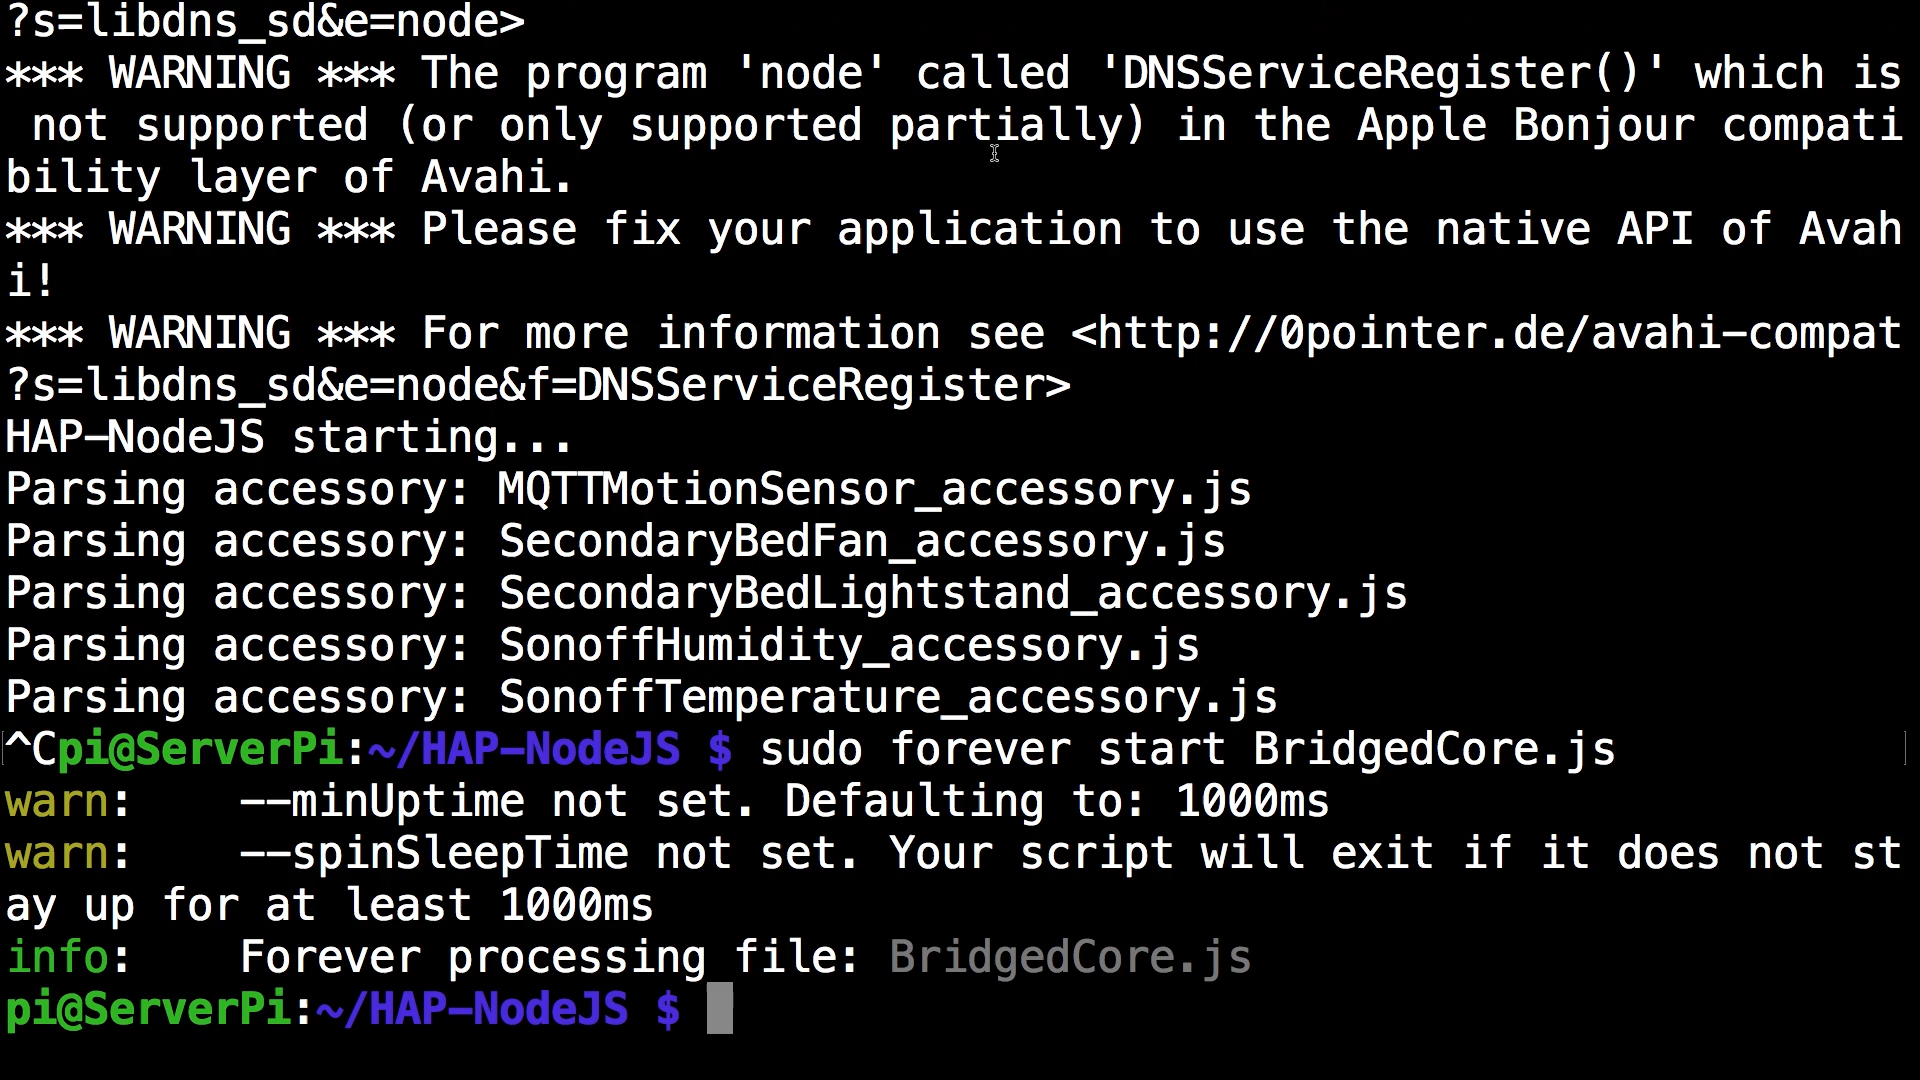 ?s=libdns_sd&e=node>
*** WARNING *** The program 'node' called 'DNSServiceRegister()' which is
 not supported (or only supported partially) in the Apple Bonjour compati
bility layer of Avahi.
*** WARNING *** Please fix your application to use the native API of Avah
i!
*** WARNING *** For more information see <http://0pointer.de/avahi-compat
?s=libdns_sd&e=node&f=DNSServiceRegister>
HAP-NodeJS starting...
Parsing accessory: MQTTMotionSensor_accessory.js
Parsing accessory: SecondaryBedFan_accessory.js
Parsing accessory: SecondaryBedLightstand_accessory.js
Parsing accessory: SonoffHumidity_accessory.js
Parsing accessory: SonoffTemperature_accessory.js
^Cpi@ServerPi:~/HAP-NodeJS $ sudo forever start BridgedCore.js
warn:    --minUptime not set. Defaulting to: 1000ms
warn:    --spinSleepTime not set. Your script will exit if it does not st
ay up for at least 1000ms
info:    Forever processing file: BridgedCore.js
pi@ServerPi:~/HAP-NodeJS $